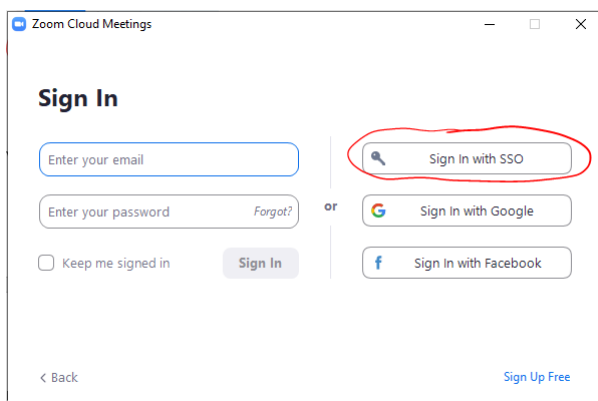 Zoom Cloud Meetings
Sign In
Enter your email
Enter your password Forgot?
Keep me signed in Sign In
or
Sign In with SSO
Sign In with Google
Sign In with Facebook
< Back
Sign Up Free